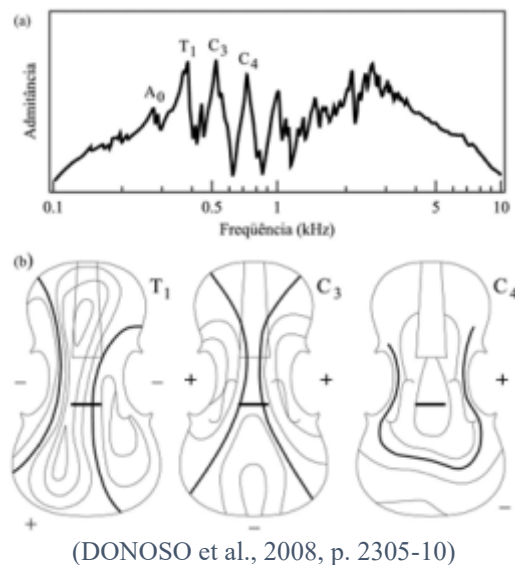 (a)
Admitância
A0
T1
C3
C4
0.1
0.5
1
5
10
Freqüência (kHz)
(b)
T1
C3
C4
−
−
+
+
+
−
+
−
(DONOSO et al., 2008, p. 2305-10)